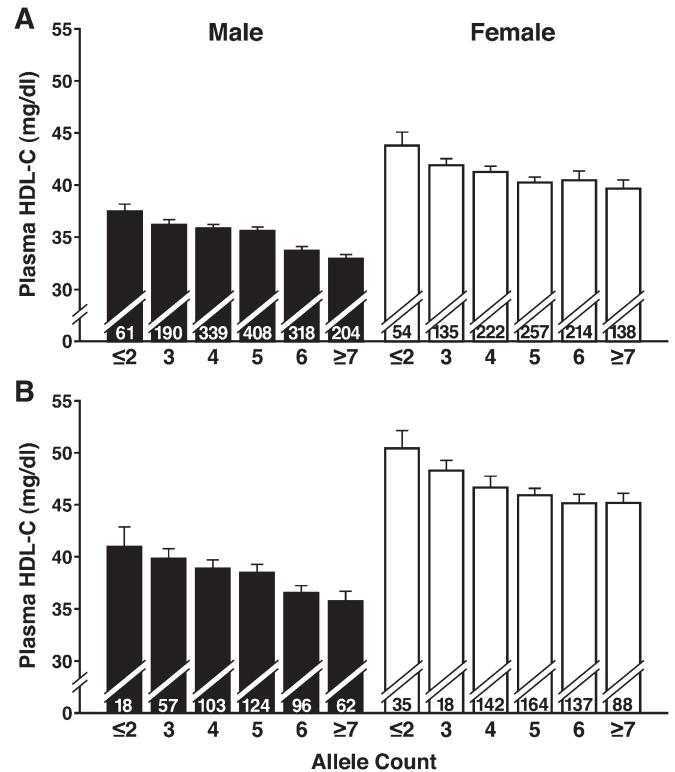 A
Male
Female
55
50
45
40
35
30
0
Plasma HDL-C (mg/dl)
61 190 339 408 318 204 54 135 222 257 214 138
≤2 3 4 5 6 ≥7 ≤2 3 4 5 6 ≥7
B
55
50
45
40
35
30
0
Plasma HDL-C (mg/dl)
18 57 103 124 96 62 35 18 142 164 137 88
≤2 3 4 5 6 ≥7 ≤2 3 4 5 6 ≥7
Allele Count